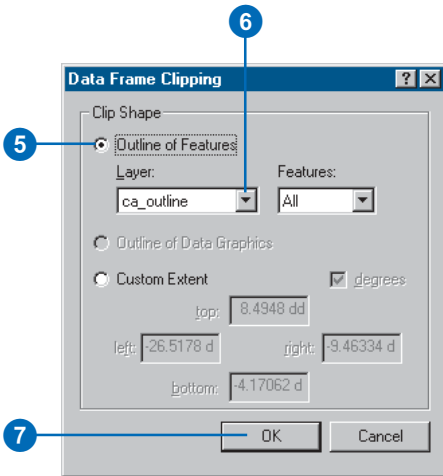 6
Data Frame Clipping
Clip Shape
5
Outline of Features
Layer: Features:
ca_outline All
Outline of Data Graphics
Custom Extent degrees
top: 8.4948 dd
left: -26.5178 d right: -9.46334 d
bottom: -4.17062 d
7
OK Cancel